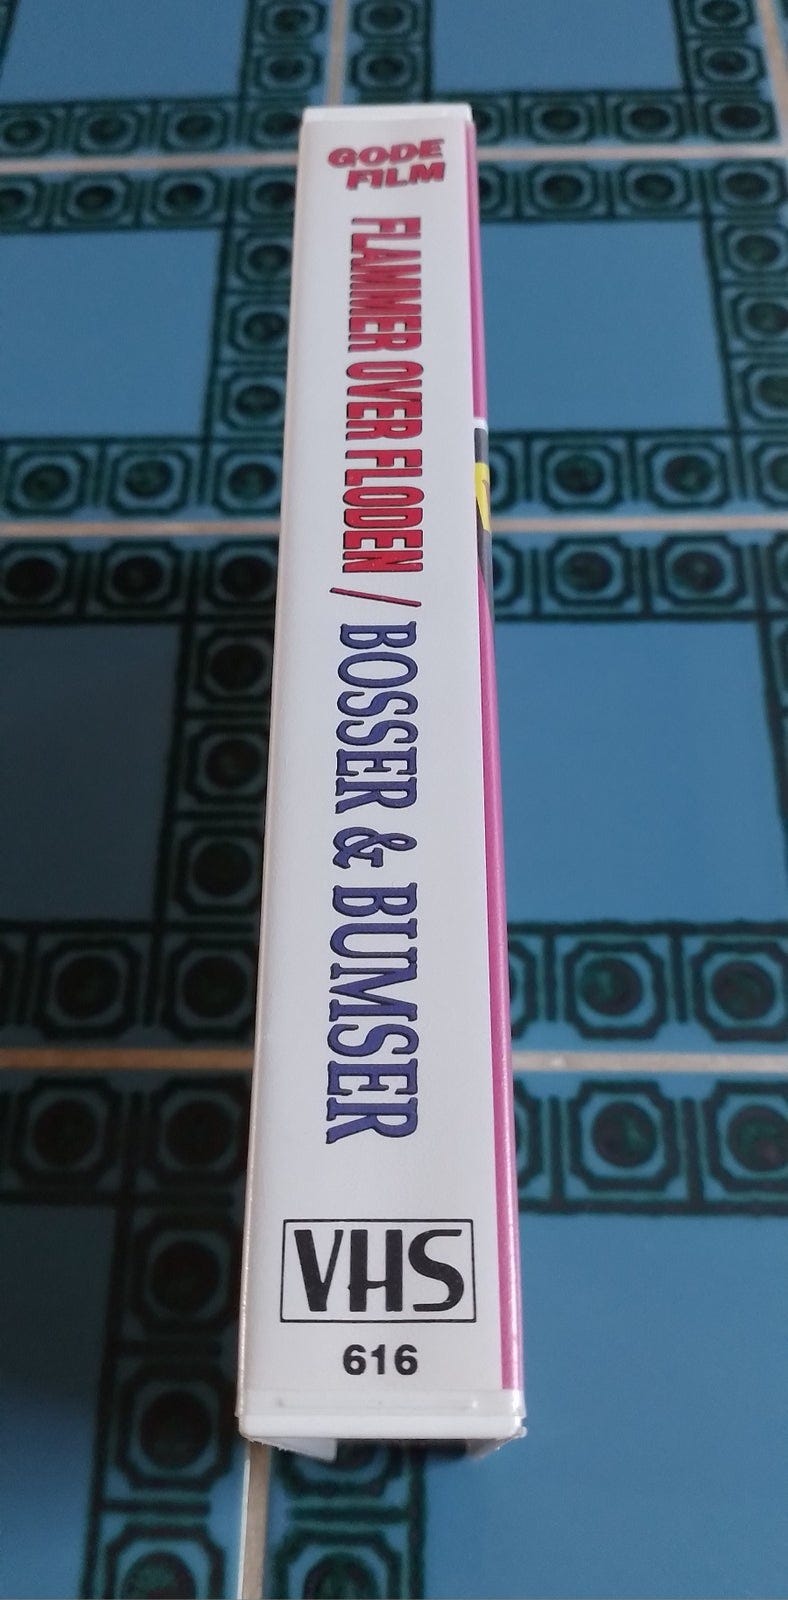 GODE
FILM
FLAMMER OVER FLODEN / BOSSER & BUMSER
VHS
616